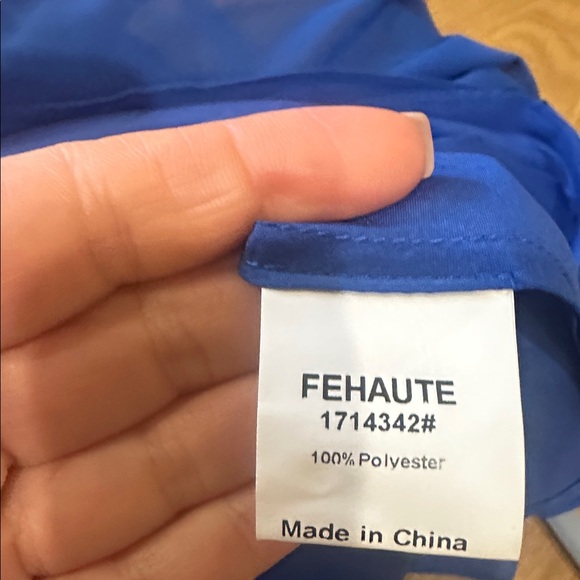 FEHAUTE
1714342#
100% Polyester
Made in China